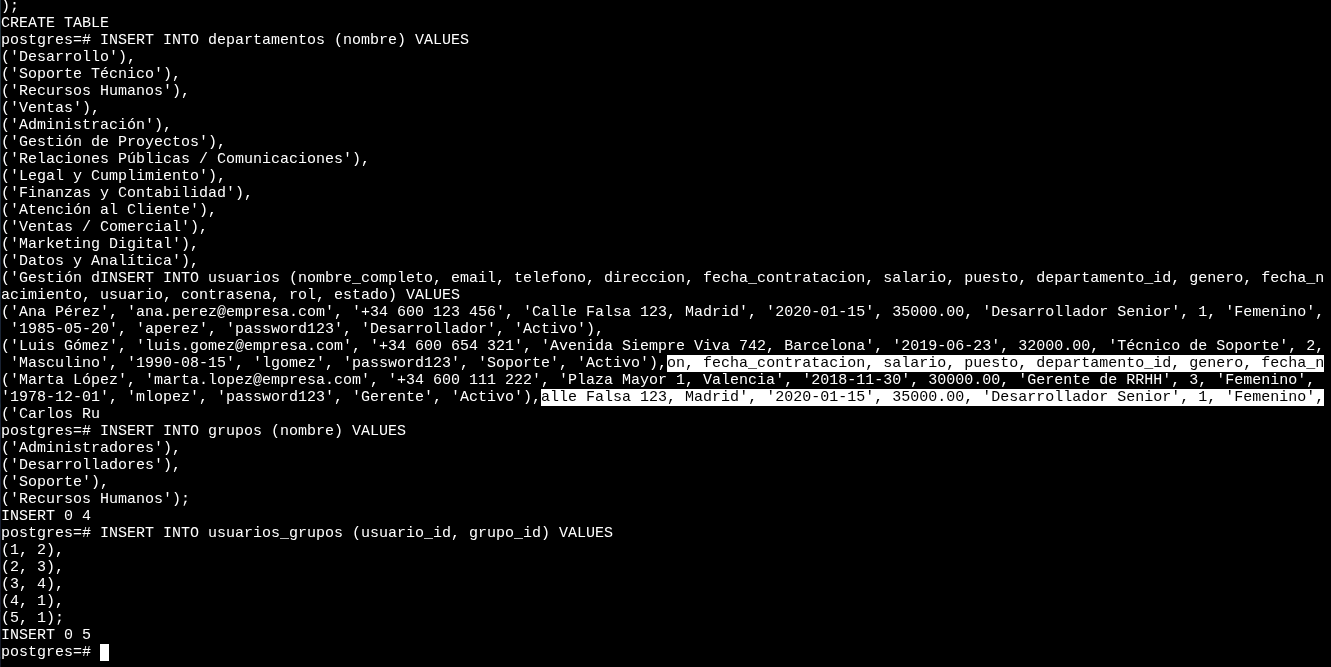 );
CREATE TABLE
postgres=# INSERT INTO departamentos (nombre) VALUES
('Desarrollo'),
('Soporte Técnico'),
('Recursos Humanos'),
('Ventas'),
('Administración'),
('Gestión de Proyectos'),
('Relaciones Públicas / Comunicaciones'),
('Legal y Cumplimiento'),
('Finanzas y Contabilidad'),
('Atención al Cliente'),
('Ventas / Comercial'),
('Marketing Digital'),
('Datos y Analítica'),
('Gestión dINSERT INTO usuarios (nombre_completo, email, telefono, direccion, fecha_contratacion, salario, puesto, departamento_id, genero, fecha_n
acimiento, usuario, contrasena, rol, estado) VALUES
('Ana Pérez', 'ana.perez@empresa.com', '+34 600 123 456', 'Calle Falsa 123, Madrid', '2020-01-15', 35000.00, 'Desarrollador Senior', 1, 'Femenino',
 '1985-05-20', 'aperez', 'password123', 'Desarrollador', 'Activo'),
('Luis Gómez', 'luis.gomez@empresa.com', '+34 600 654 321', 'Avenida Siempre Viva 742, Barcelona', '2019-06-23', 32000.00, 'Técnico de Soporte', 2,
 'Masculino', '1990-08-15', 'lgomez', 'password123', 'Soporte', 'Activo'),on, fecha_contratacion, salario, puesto, departamento_id, genero, fecha_n
('Marta López', 'marta.lopez@empresa.com', '+34 600 111 222', 'Plaza Mayor 1, Valencia', '2018-11-30', 30000.00, 'Gerente de RRHH', 3, 'Femenino',
'1978-12-01', 'mlopez', 'password123', 'Gerente', 'Activo'),alle Falsa 123, Madrid', '2020-01-15', 35000.00, 'Desarrollador Senior', 1, 'Femenino',
('Carlos Ru
postgres=# INSERT INTO grupos (nombre) VALUES
('Administradores'),
('Desarrolladores'),
('Soporte'),
('Recursos Humanos');
INSERT 0 4
postgres=# INSERT INTO usuarios_grupos (usuario_id, grupo_id) VALUES
(1, 2),
(2, 3),
(3, 4),
(4, 1),
(5, 1);
INSERT 0 5
postgres=#